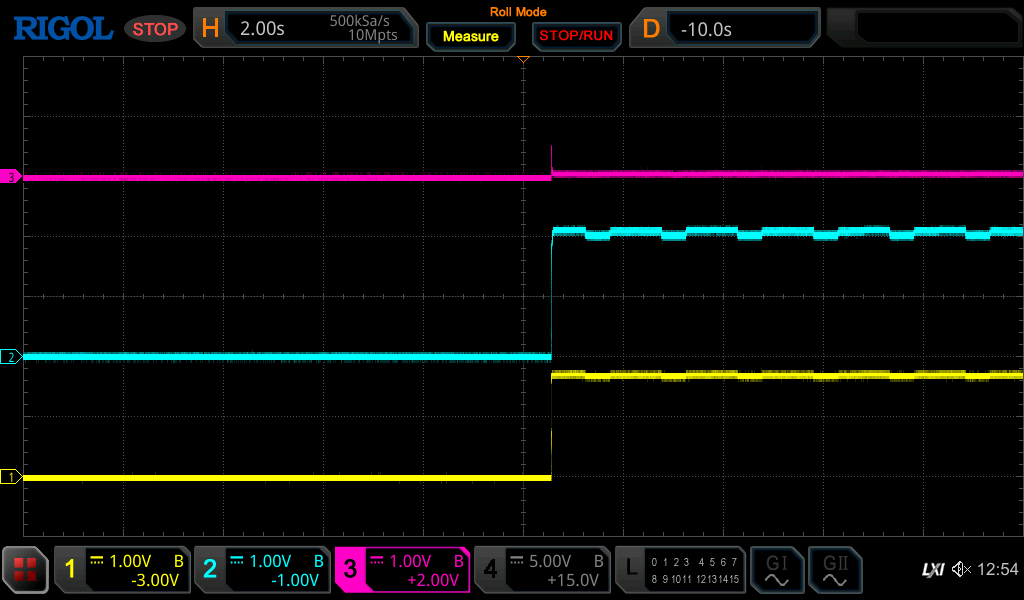 Roll Mode
RIGOL STOP H 2.00s 500kSa/s 10Mpts Measure STOP/RUN D -10.0s
3
2
1
1 1.00V B -3.00V
2 1.00V B -1.00V
3 1.00V B +2.00V
4 5.00V +15.0V
L 0 1 2 3 4 5 6 7
8 9 10 11 12 13 14 15
GI GII
LXI 12:54